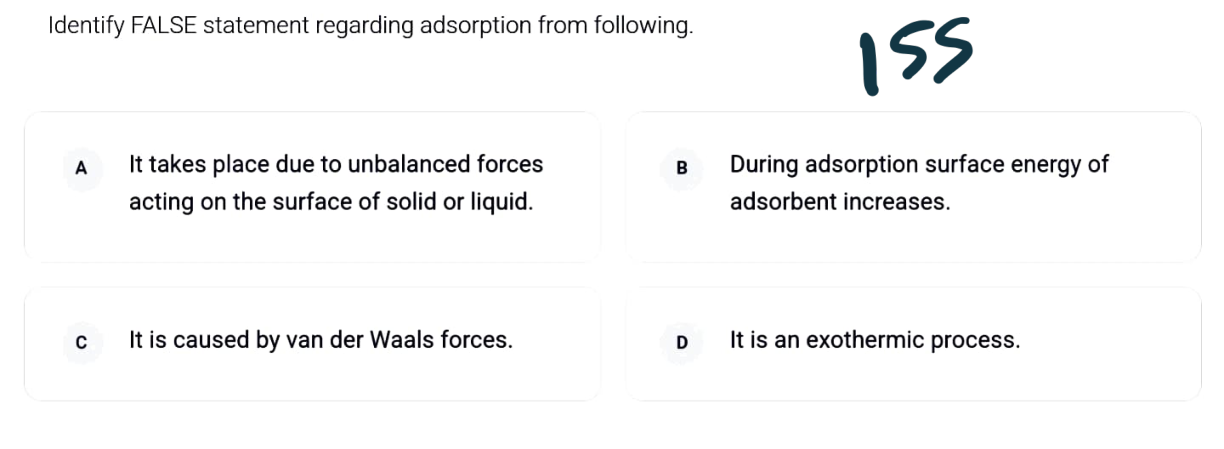 Identify FALSE statement regarding adsorption from following.
155
A It takes place due to unbalanced forces
acting on the surface of solid or liquid.
B During adsorption surface energy of
adsorbent increases.
C It is caused by van der Waals forces.
D It is an exothermic process.